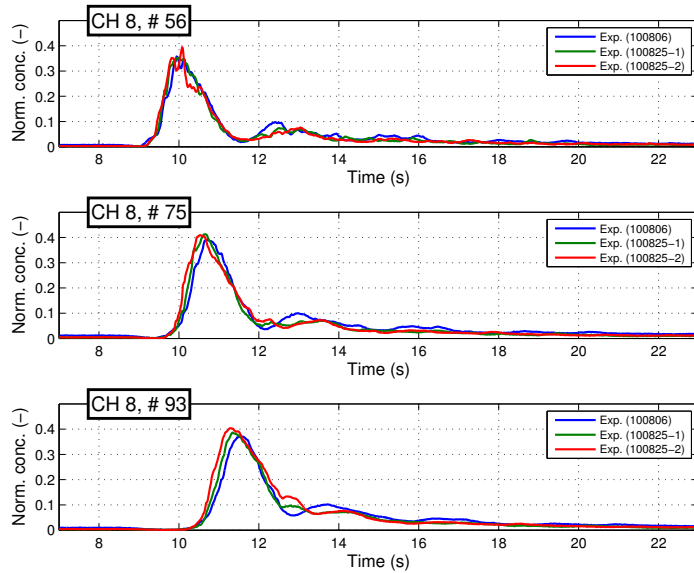 CH 8, # 56
Norm. conc. (−)
0.4
0.3
0.2
0.1
0
Exp. (100806)
Exp. (100825−1)
Exp. (100825−2)
8 10 12 14 16 18 20 22
Time (s)
CH 8, # 75
Norm. conc. (−)
0.4
0.3
0.2
0.1
0
Exp. (100806)
Exp. (100825−1)
Exp. (100825−2)
8 10 12 14 16 18 20 22
Time (s)
CH 8, # 93
Norm. conc. (−)
0.4
0.3
0.2
0.1
0
Exp. (100806)
Exp. (100825−1)
Exp. (100825−2)
8 10 12 14 16 18 20 22
Time (s)